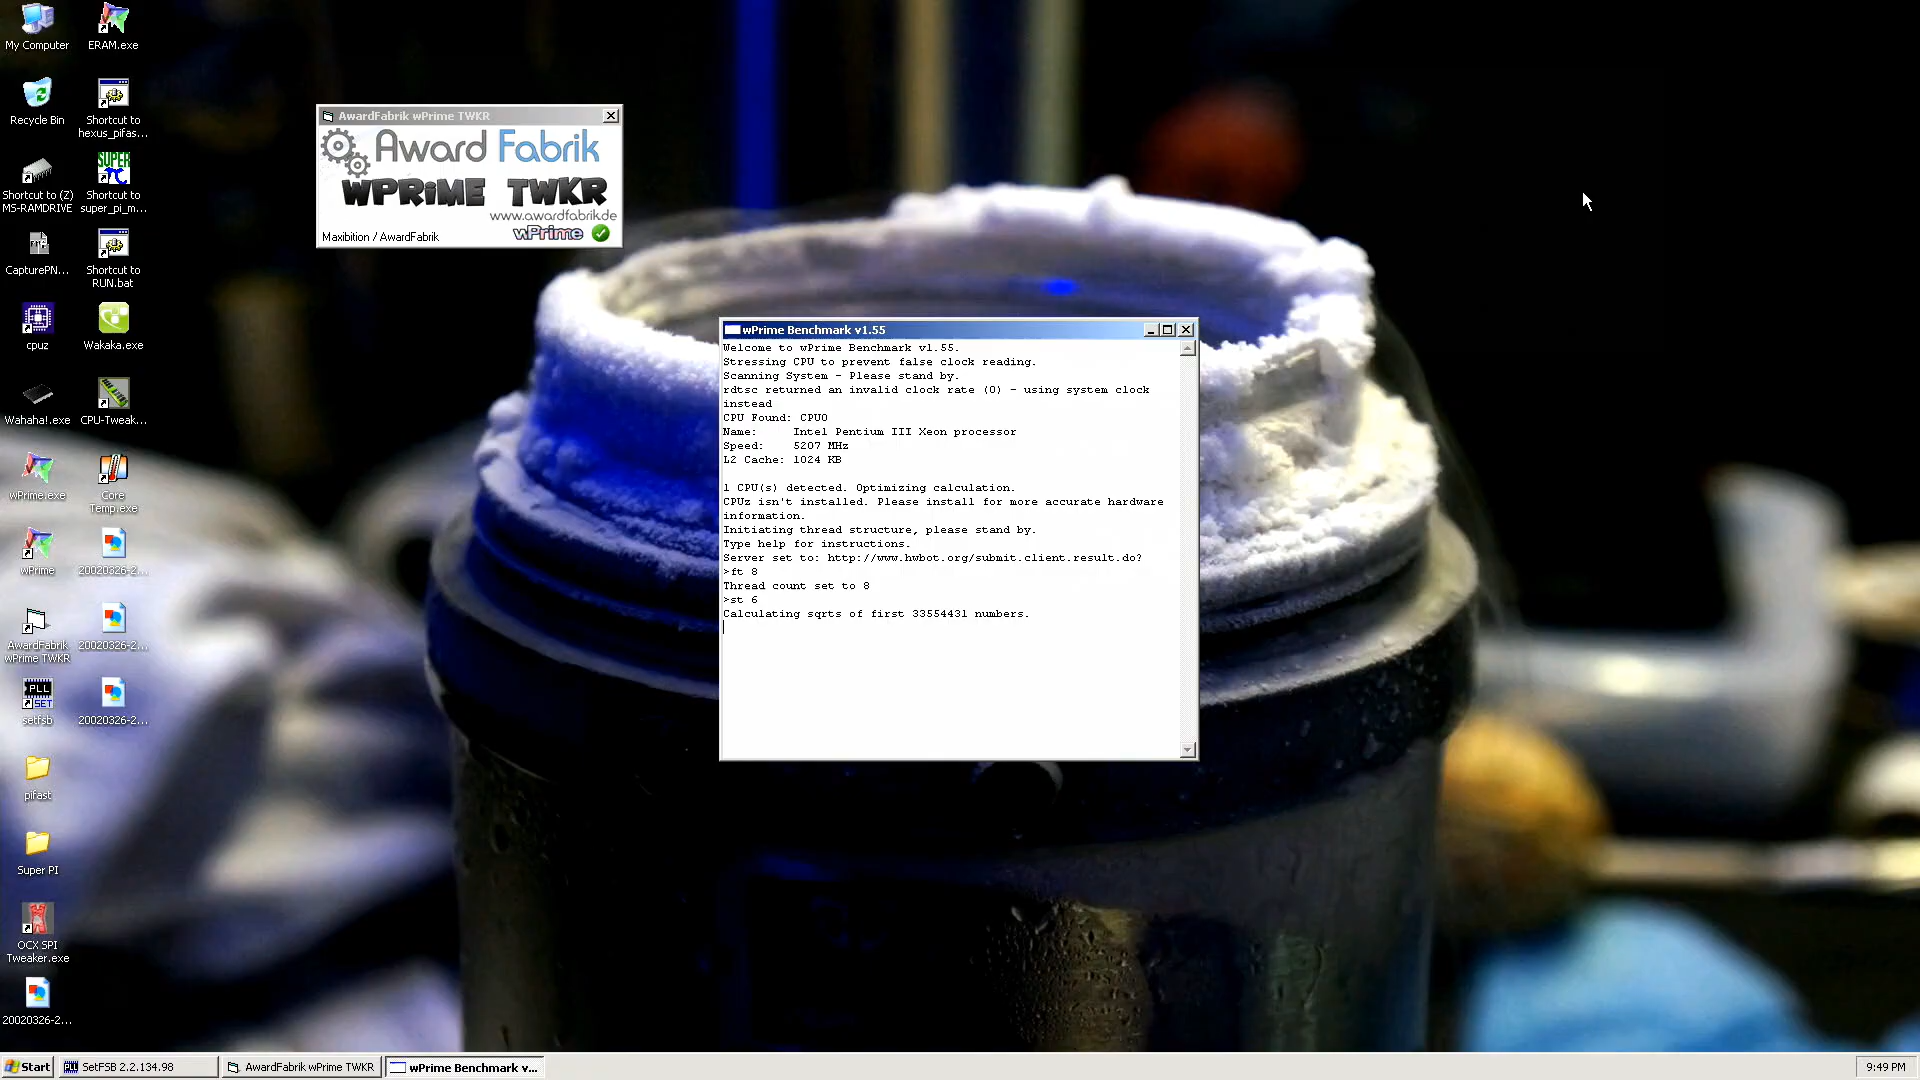 My Computer
ERAM.exe
Recycle Bin
Shortcut to
hexus_pifas...
Shortcut to (Z)
MS-RAMDRIVE
SUPER
Shortcut to
super_pi_m...
CapturePN...
Shortcut to
RUN.bat
cpuz
Wakaka.exe
Wahaha!.exe
CPU-Tweak...
wPrime.exe
Core
Temp.exe
wPrime
20020326-2...
AwardFabrik
wPrime TWKR
20020326-2...
PLL
SET
setfsb
20020326-2...
pifast
Super PI
OCX SPI
Tweaker.exe
20020326-2...
AwardFabrik wPrime TWKR
Award Fabrik
WPRiME TWKR
www.awardfabrik.de
Maxibition / AwardFabrik
wPrime
wPrime Benchmark v1.55
Welcome to wPrime Benchmark v1.55.
Stressing CPU to prevent false clock reading.
Scanning System - Please stand by.
rdtsc returned an invalid clock rate (0) - using system clock
instead
CPU Found: CPU0
Name: Intel Pentium III Xeon processor
Speed: 5207 MHz
L2 Cache: 1024 KB
1 CPU(s) detected. Optimizing calculation.
CPUz isn't installed. Please install for more accurate hardware
information.
Initiating thread structure, please stand by.
Type help for instructions.
Server set to: http://www.hwbot.org/submit.client.result.do?
>ft 8
Thread count set to 8
>st 6
Calculating sqrts of first 33554431 numbers.
Start
PLL
SetFSB 2.2.134.98
AwardFabrik wPrime TWKR
wPrime Benchmark v...
9:49 PM